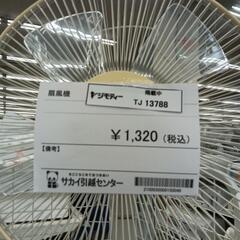 扇風機
ジモティー
掲載中
TJ 13788
￥1,320（税込）
【備考】
サカイ引越センター